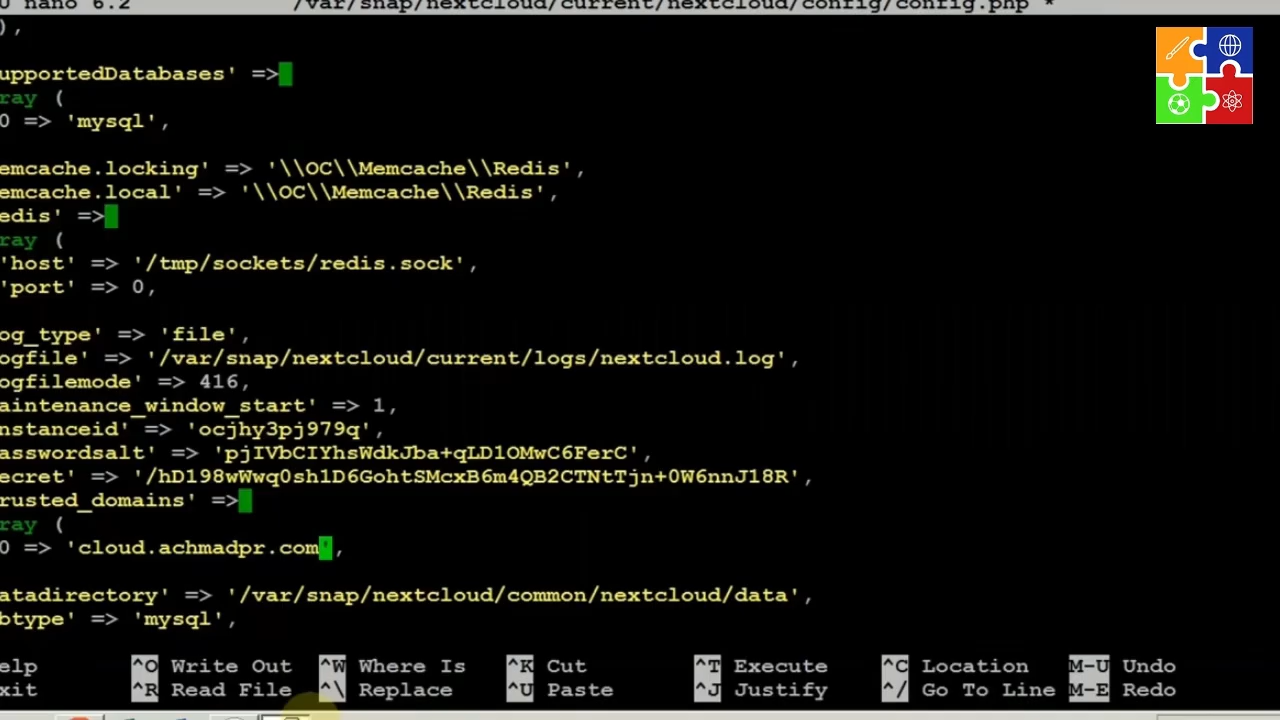 U nano 6.2 /var/snap/nextcloud/current/nextcloud/config/config.php *
),
upportedDatabases' =>
ray (
0 => 'mysql',
emcache.locking' => '\\OC\\Memcache\\Redis',
emcache.local' => '\\OC\\Memcache\\Redis',
edis' =>
ray (
'host' => '/tmp/sockets/redis.sock',
'port' => 0,
og_type' => 'file',
ogfile' => '/var/snap/nextcloud/current/logs/nextcloud.log',
ogfilemode' => 416,
aintenance_window_start' => 1,
nstanceid' => 'ocjhy3pj979q',
asswordsalt' => 'pjIVbCIYhsWdkJba+qLD1OMwC6FerC',
ecret' => '/hD198wWwq0sh1D6GohtSMcxB6m4QB2CTNtTjn+0W6nnJ18R',
rusted_domains' =>
ray (
0 => 'cloud.achmadpr.com',
atadirectory' => '/var/snap/nextcloud/common/nextcloud/data',
btype' => 'mysql',
elp ^O Write Out ^W Where Is ^K Cut ^T Execute ^C Location M-U Undo
xit ^R Read File ^\ Replace ^U Paste ^J Justify ^/ Go To Line M-E Redo